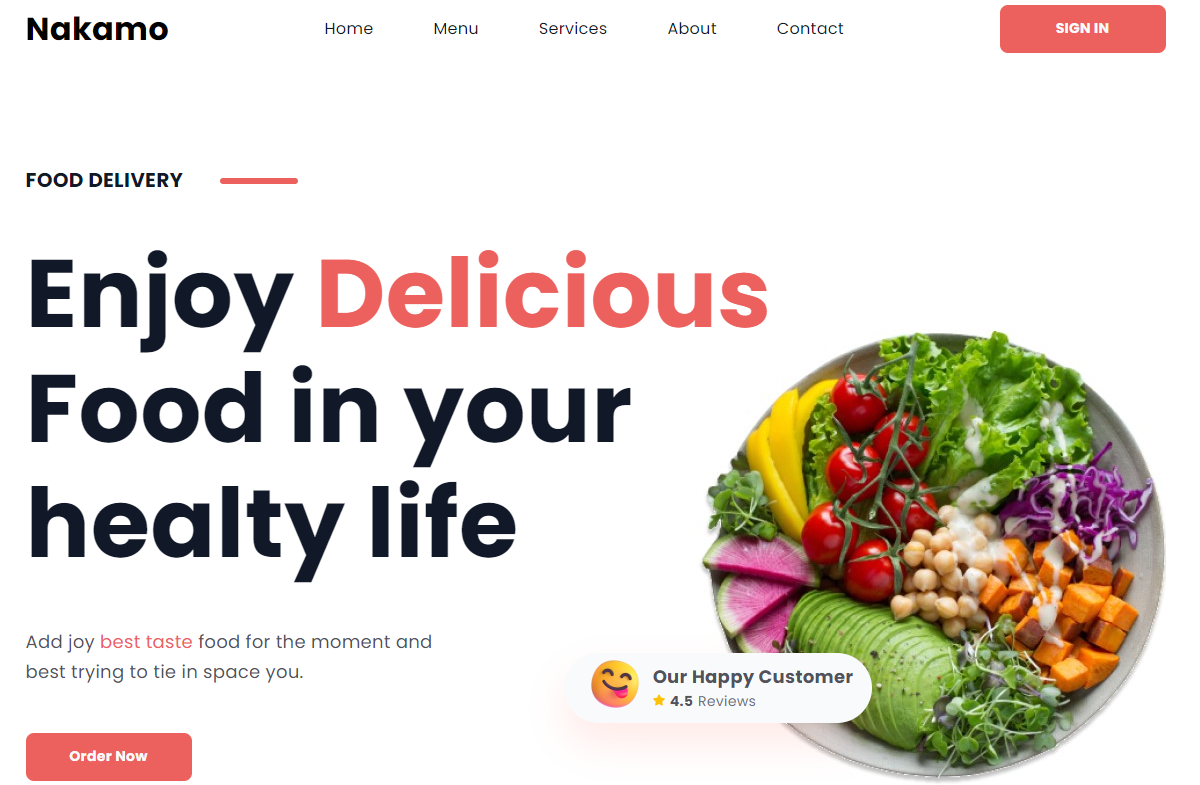 Nakamo
Home
Menu
Services
About
Contact
SIGN IN
FOOD DELIVERY
Enjoy Delicious
Food in your
healty life
Add joy best taste food for the moment and
best trying to tie in space you.
Our Happy Customer
4.5 Reviews
Order Now